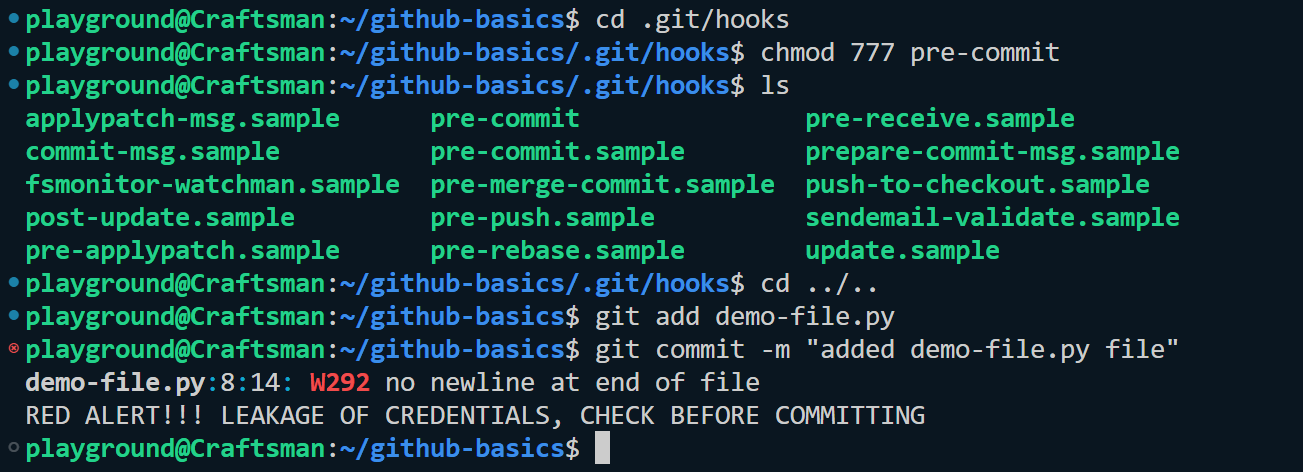 playground@Craftsman:~/github-basics$ cd .git/hooks
playground@Craftsman:~/github-basics/.git/hooks$ chmod 777 pre-commit
playground@Craftsman:~/github-basics/.git/hooks$ ls
applypatch-msg.sample pre-commit pre-receive.sample
commit-msg.sample pre-commit.sample prepare-commit-msg.sample
fsmonitor-watchman.sample pre-merge-commit.sample push-to-checkout.sample
post-update.sample pre-push.sample sendemail-validate.sample
pre-applypatch.sample pre-rebase.sample update.sample
playground@Craftsman:~/github-basics/.git/hooks$ cd ../..
playground@Craftsman:~/github-basics$ git add demo-file.py
playground@Craftsman:~/github-basics$ git commit -m "added demo-file.py file"
demo-file.py:8:14: W292 no newline at end of file
RED ALERT!!! LEAKAGE OF CREDENTIALS, CHECK BEFORE COMMITTING
playground@Craftsman:~/github-basics$